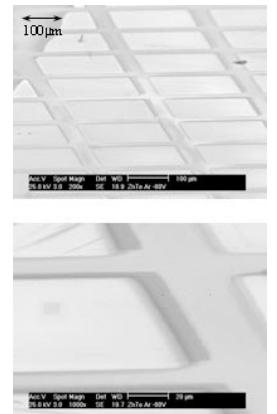 100µm
Acc.V Spot Magn Det WD 100 µm
25.0 kV 3.0 200x SE 18.9 ZnTe Ar -80V
Acc.V Spot Magn Det WD 20 µm
25.0 kV 3.0 1000x SE 19.7 ZnTe Ar -80V